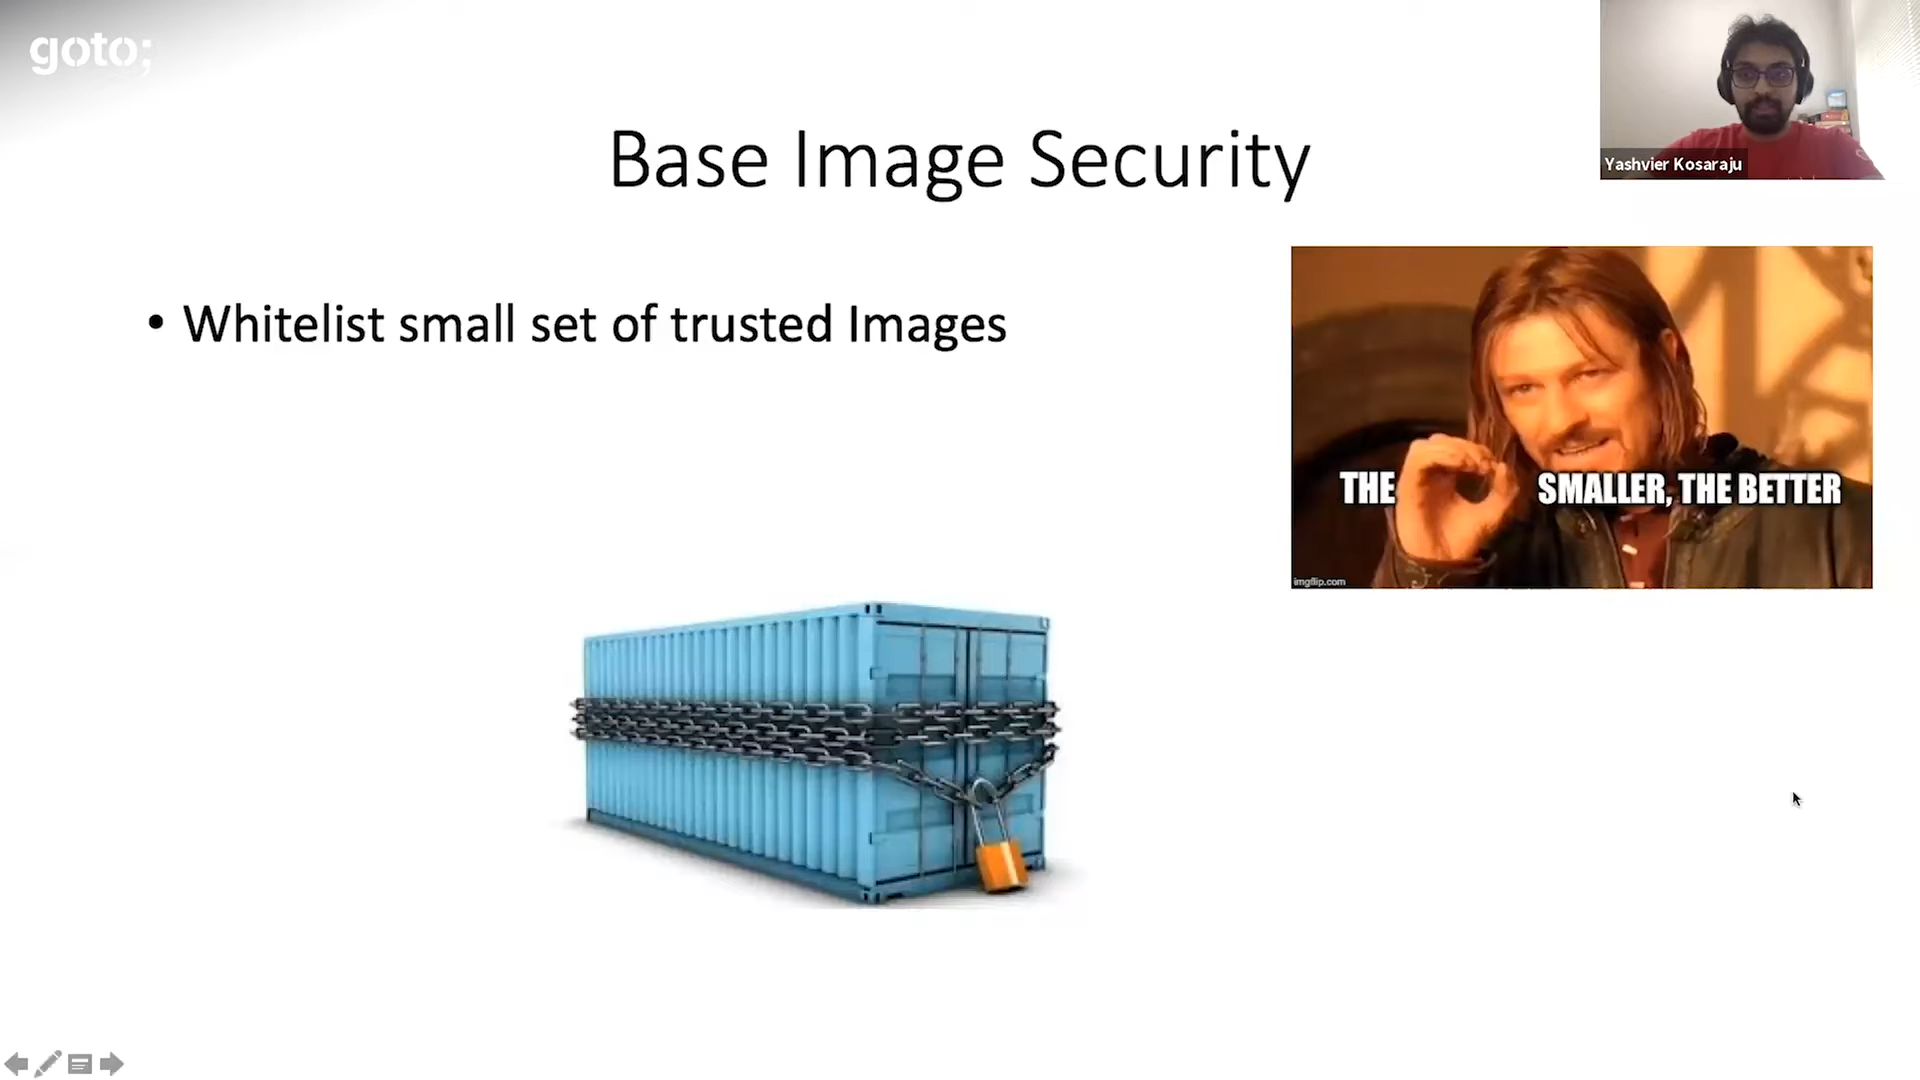 goto;
Yashvier Kosaraju
Base Image Security
• Whitelist small set of trusted Images
THE SMALLER, THE BETTER
imgflip.com